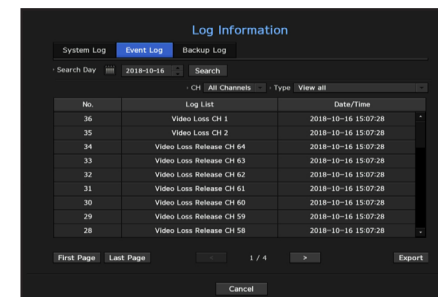 Log Information
System Log Event Log Backup Log
Search Day 2018-10-16 Search
CH All Channels Type View all
No. Log List Date/Time
36 Video Loss CH 1 2018-10-16 15:07:28
35 Video Loss CH 2 2018-10-16 15:07:28
34 Video Loss Release CH 64 2018-10-16 15:07:28
33 Video Loss Release CH 63 2018-10-16 15:07:28
32 Video Loss Release CH 62 2018-10-16 15:07:28
31 Video Loss Release CH 61 2018-10-16 15:07:28
30 Video Loss Release CH 60 2018-10-16 15:07:28
29 Video Loss Release CH 59 2018-10-16 15:07:28
28 Video Loss Release CH 58 2018-10-16 15:07:28
First Page Last Page < 1 / 4 > Export
Cancel